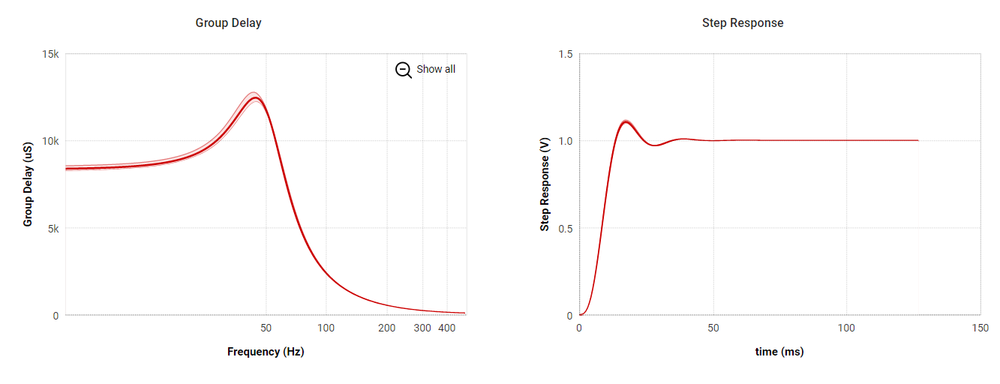 Group Delay
15k
Show all
10k
5k
0
50 100 200 300 400
Group Delay (uS)
Frequency (Hz)
Step Response
1.5
1.0
0.5
0
0 50 100 150
Step Response (V)
time (ms)